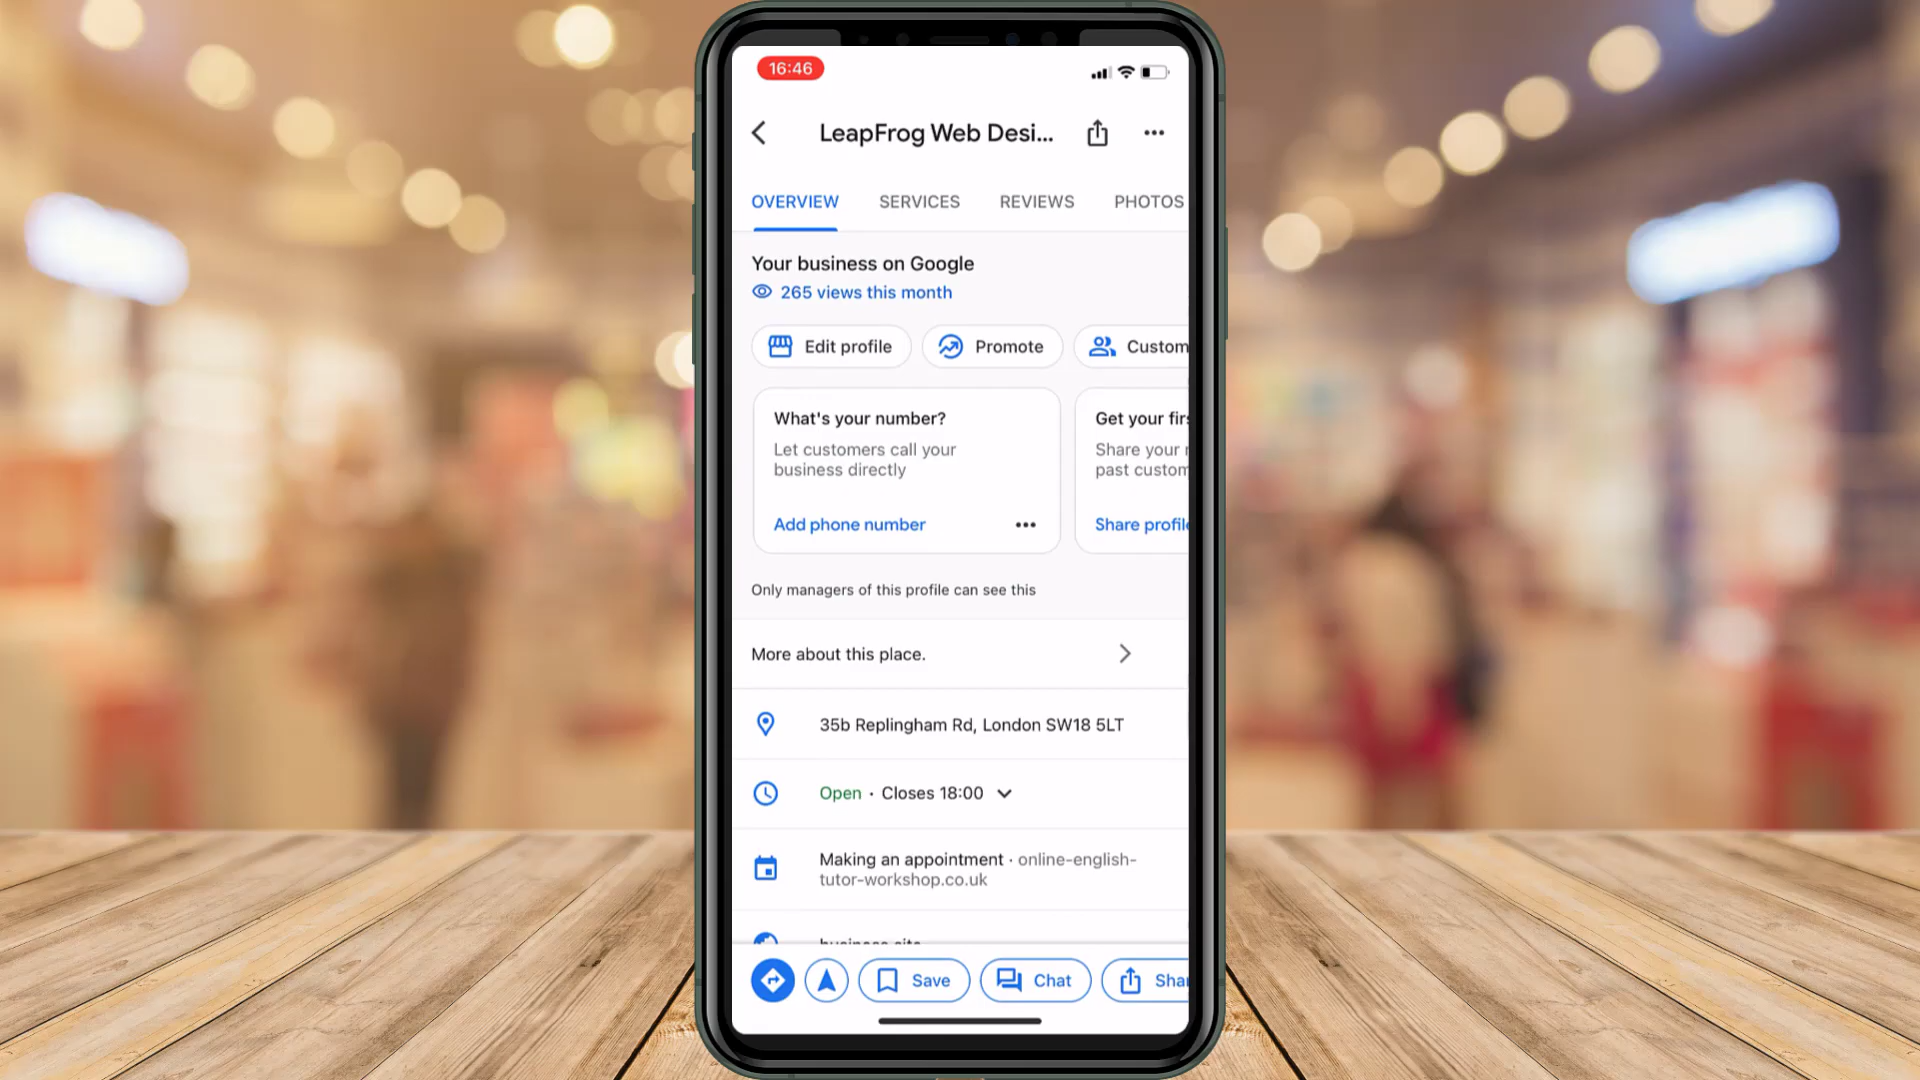 16:46
LeapFrog Web Desi...
OVERVIEW SERVICES REVIEWS PHOTOS
Your business on Google
265 views this month
Edit profile Promote Custom
What's your number?
Let customers call your
business directly
Add phone number
Get your firs
Share your
past custom
Share profile
Only managers of this profile can see this
More about this place.
35b Replingham Rd, London SW18 5LT
Open · Closes 18:00
Making an appointment · online-english-
tutor-workshop.co.uk
Save Chat Shar